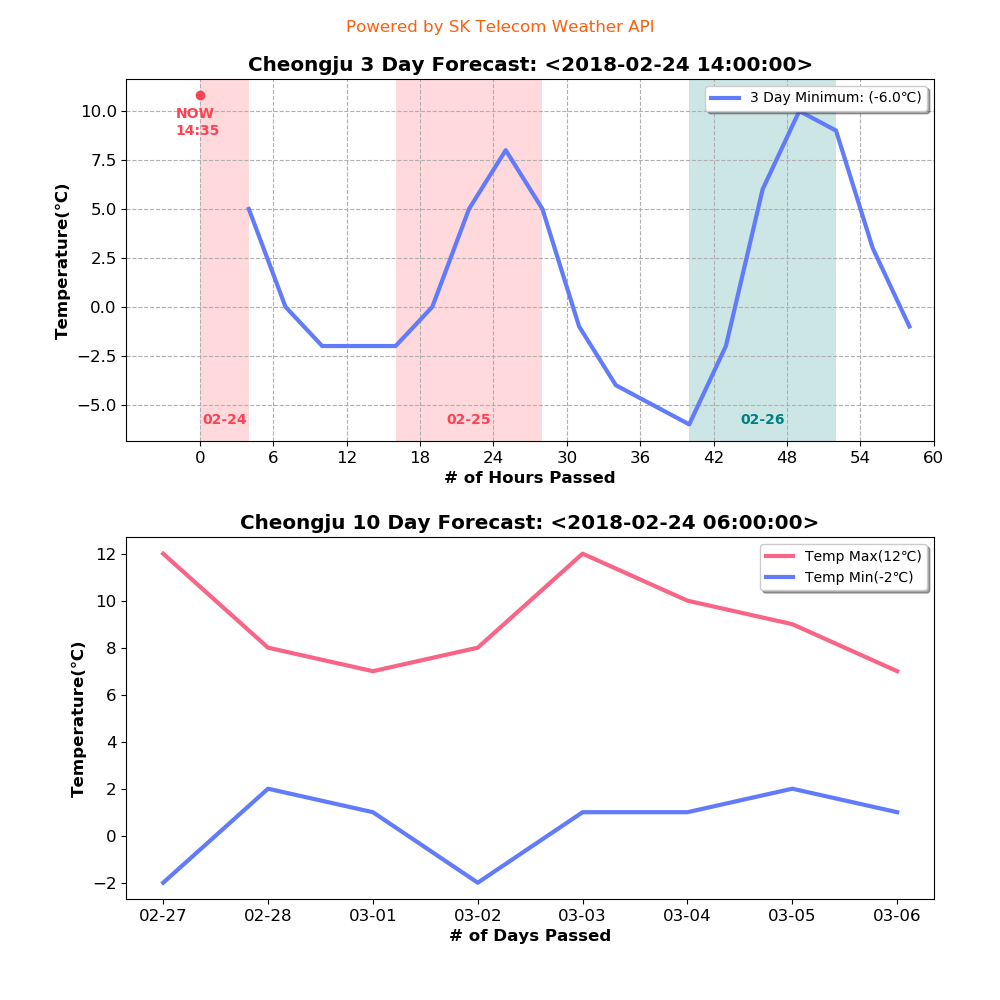 Powered by SK Telecom Weather API
Cheongju 3 Day Forecast: <2018-02-24 14:00:00>
3 Day Minimum: (-6.0℃)
NOW
14:35
10.0
7.5
5.0
2.5
0.0
−2.5
−5.0
Temperature(℃)
02-24 02-25 02-26
0 6 12 18 24 30 36 42 48 54 60
# of Hours Passed
Cheongju 10 Day Forecast: <2018-02-24 06:00:00>
Temp Max(12℃)
Temp Min(-2℃)
12
10
8
6
4
2
0
−2
Temperature(℃)
02-27 02-28 03-01 03-02 03-03 03-04 03-05 03-06
# of Days Passed